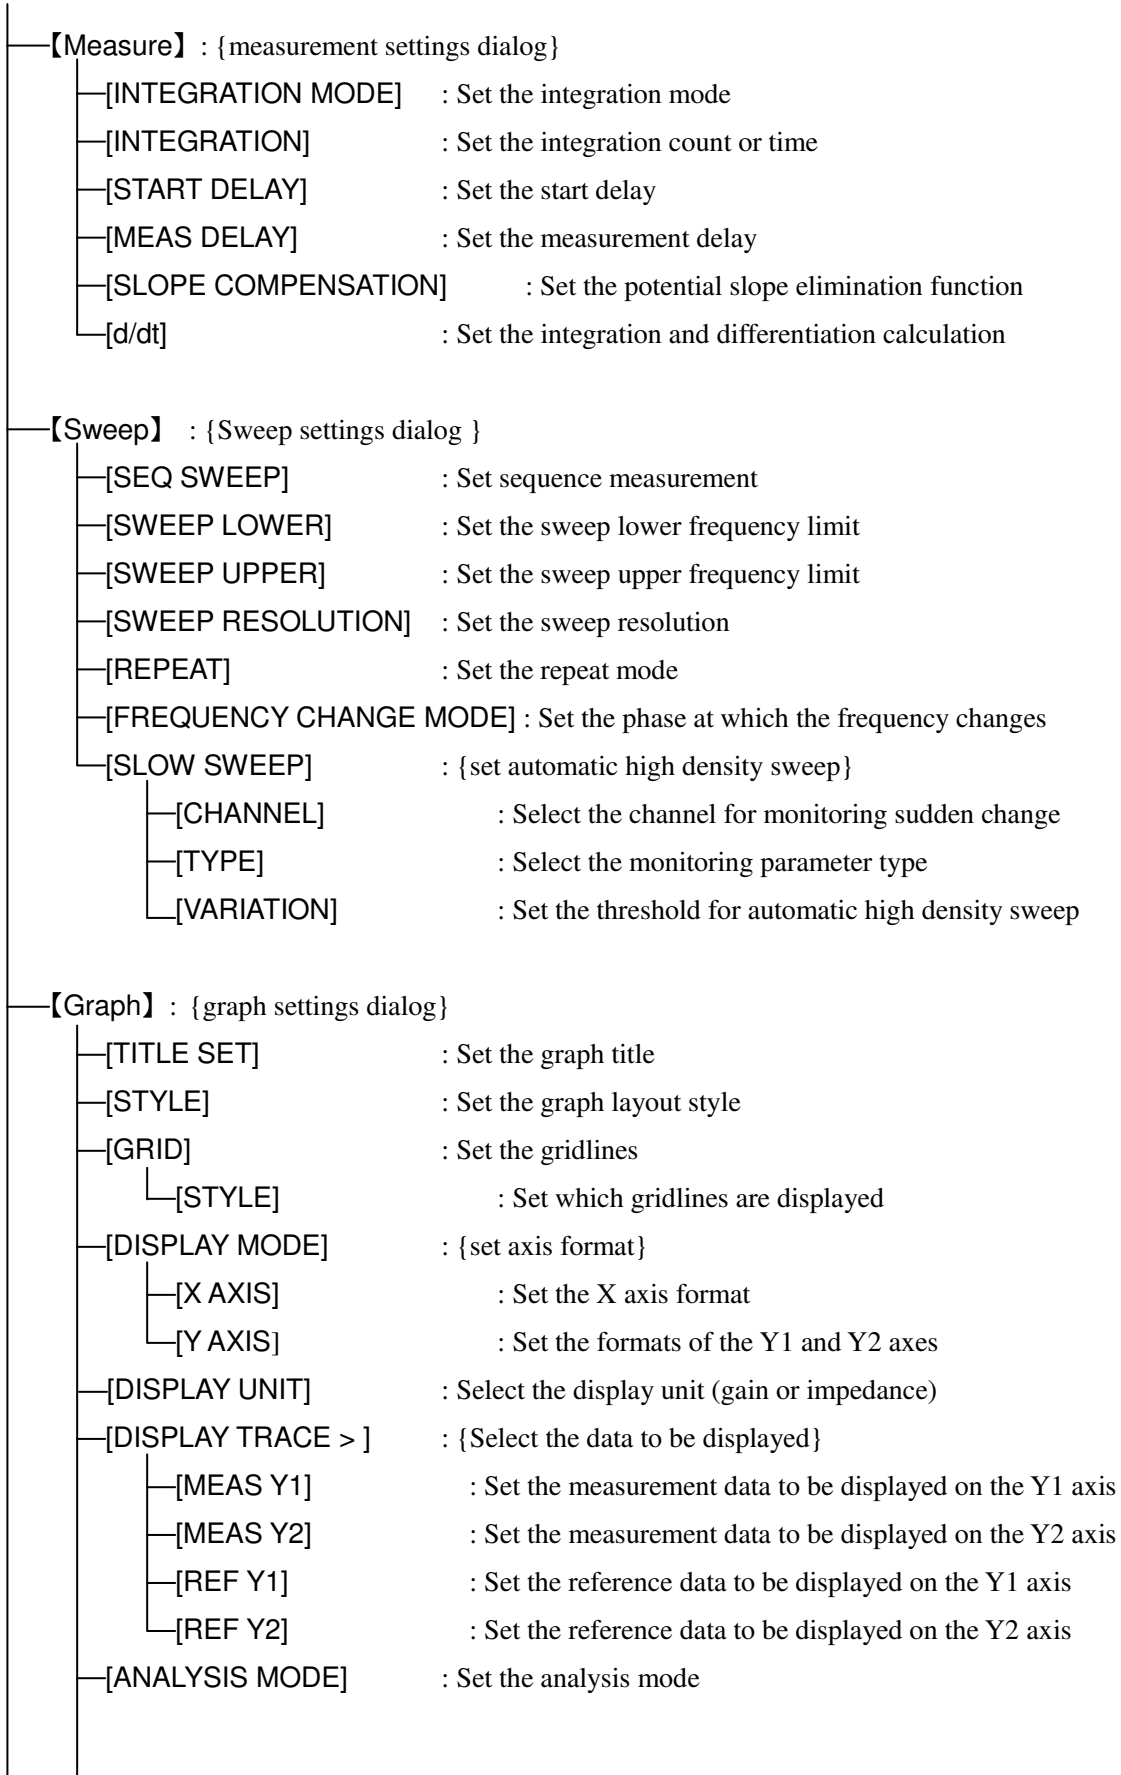 【Measure】 : {measurement settings dialog}
[INTEGRATION MODE] : Set the integration mode
[INTEGRATION] : Set the integration count or time
[START DELAY] : Set the start delay
[MEAS DELAY] : Set the measurement delay
[SLOPE COMPENSATION] : Set the potential slope elimination function
[d/dt] : Set the integration and differentiation calculation
【Sweep】 : {Sweep settings dialog }
[SEQ SWEEP] : Set sequence measurement
[SWEEP LOWER] : Set the sweep lower frequency limit
[SWEEP UPPER] : Set the sweep upper frequency limit
[SWEEP RESOLUTION] : Set the sweep resolution
[REPEAT] : Set the repeat mode
[FREQUENCY CHANGE MODE] : Set the phase at which the frequency changes
[SLOW SWEEP] : {set automatic high density sweep}
[CHANNEL] : Select the channel for monitoring sudden change
[TYPE] : Select the monitoring parameter type
[VARIATION] : Set the threshold for automatic high density sweep
【Graph】 : {graph settings dialog}
[TITLE SET] : Set the graph title
[STYLE] : Set the graph layout style
[GRID] : Set the gridlines
[STYLE] : Set which gridlines are displayed
[DISPLAY MODE] : {set axis format}
[X AXIS] : Set the X axis format
[Y AXIS] : Set the formats of the Y1 and Y2 axes
[DISPLAY UNIT] : Select the display unit (gain or impedance)
[DISPLAY TRACE > ] : {Select the data to be displayed}
[MEAS Y1] : Set the measurement data to be displayed on the Y1 axis
[MEAS Y2] : Set the measurement data to be displayed on the Y2 axis
[REF Y1] : Set the reference data to be displayed on the Y1 axis
[REF Y2] : Set the reference data to be displayed on the Y2 axis
[ANALYSIS MODE] : Set the analysis mode